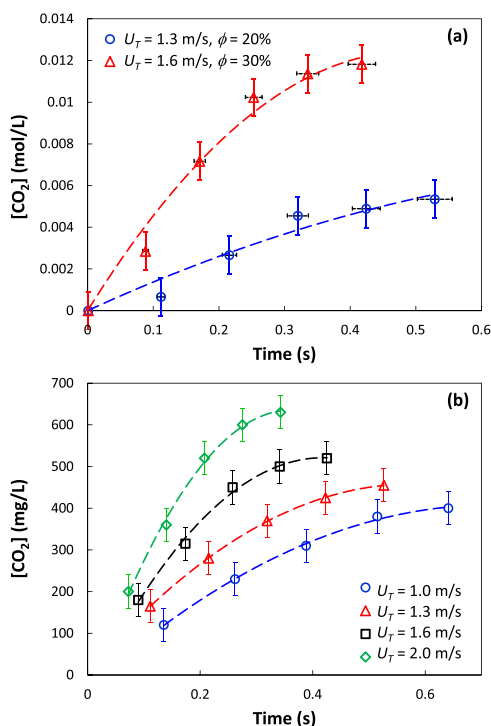 (a)
U_T = 1.3 m/s, ϕ = 20%
U_T = 1.6 m/s, ϕ = 30%
[CO₂] (mol/L)
0.014
0.012
0.01
0.008
0.006
0.004
0.002
0
0 0.1 0.2 0.3 0.4 0.5 0.6
Time (s)
(b)
[CO₂] (mg/L)
700
600
500
400
300
200
100
0
U_T = 1.0 m/s
U_T = 1.3 m/s
U_T = 1.6 m/s
U_T = 2.0 m/s
0 0.2 0.4 0.6
Time (s)